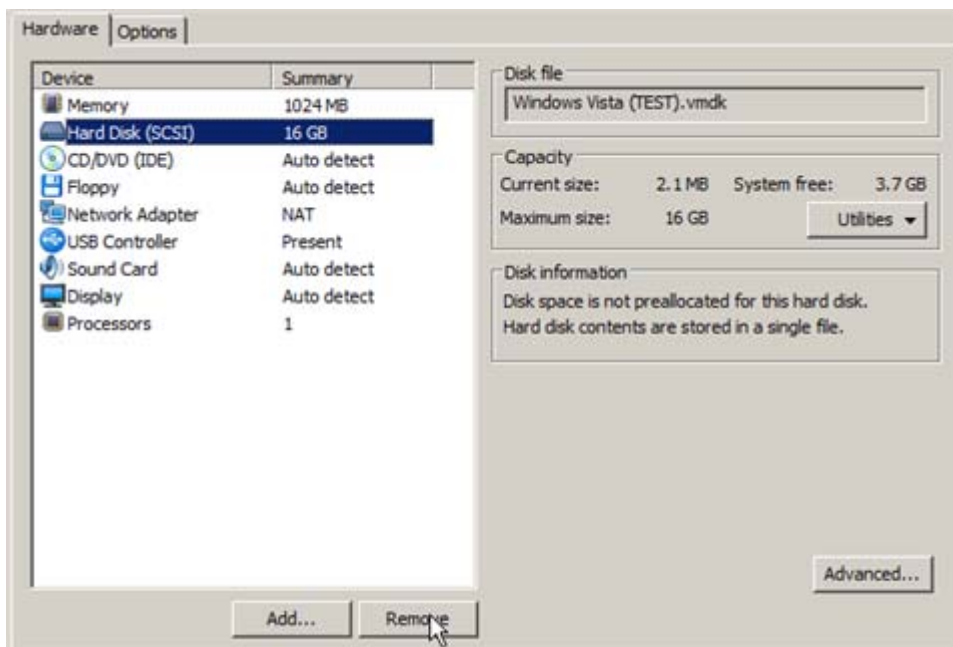 Hardware
Options
Device Summary
Memory 1024 MB
Hard Disk (SCSI) 16 GB
CD/DVD (IDE) Auto detect
Floppy Auto detect
Network Adapter NAT
USB Controller Present
Sound Card Auto detect
Display Auto detect
Processors 1
Add...
Remove
Disk file
Windows Vista (TEST).vmdk
Capacity
Current size: 2.1 MB System free: 3.7 GB
Maximum size: 16 GB Utilities
Disk information
Disk space is not preallocated for this hard disk.
Hard disk contents are stored in a single file.
Advanced...